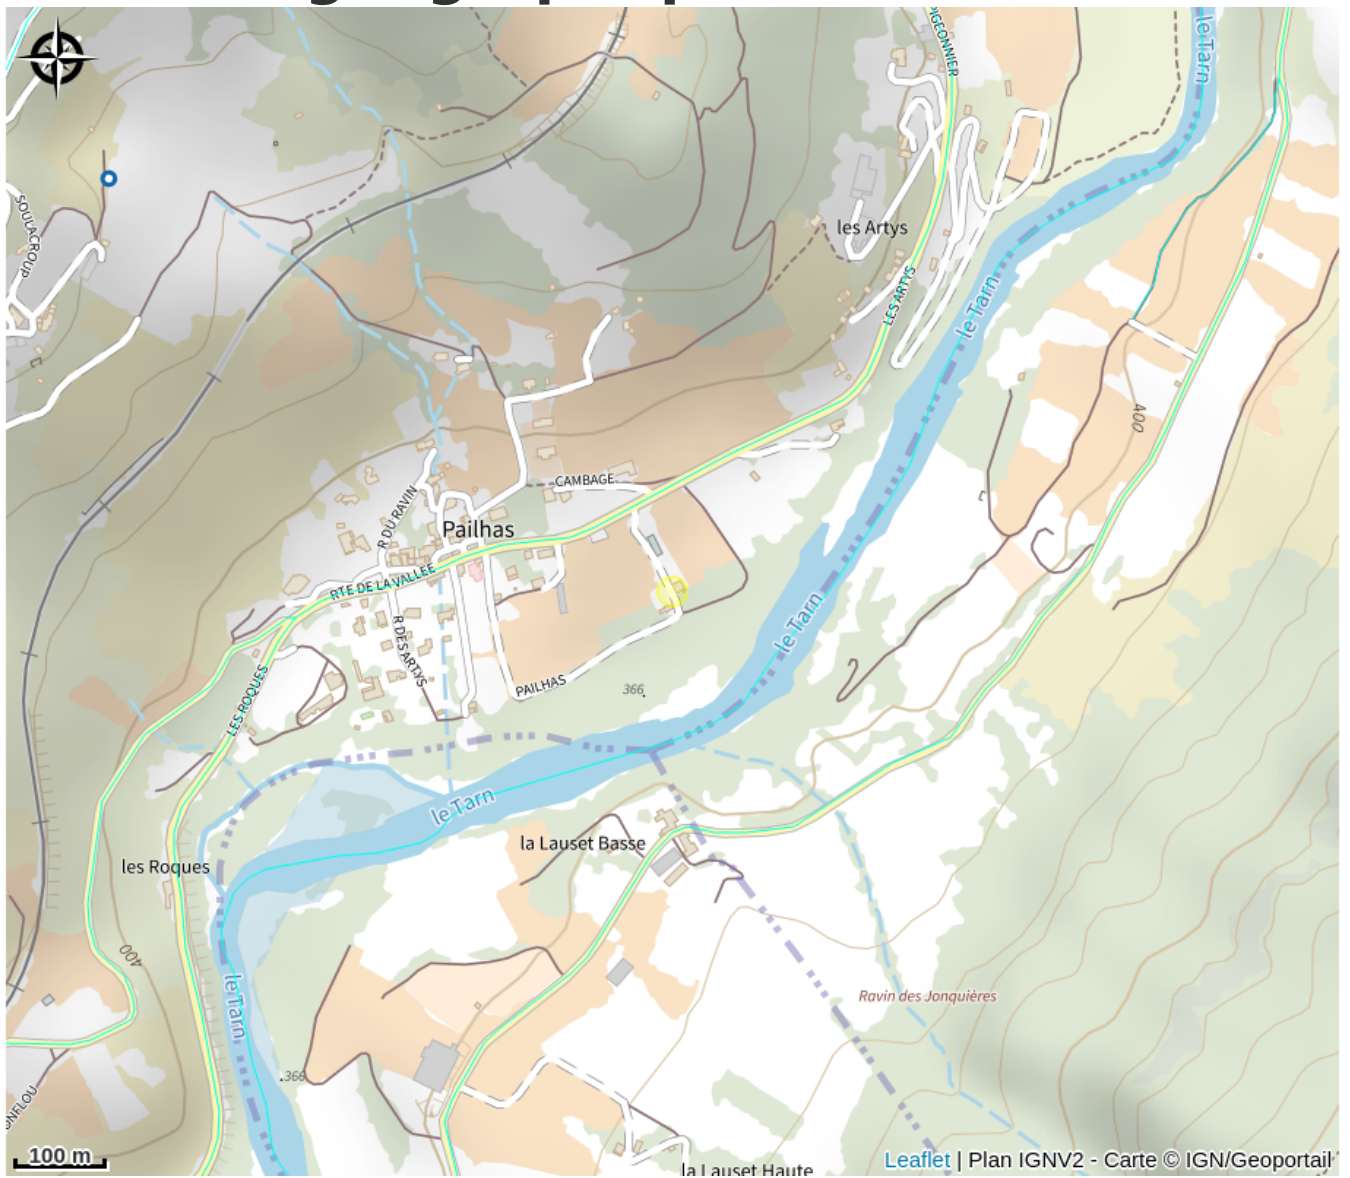 le Tarn
PIGEONNIER
SOULACROUP
les Artys
LES ARTYS
le Tarn
400
CAMBAGE
R DU RAVIN
Pailhas
RTE DE LA VALLEE
le Tarn
R DES ARTYS
PAILHAS
366
LES ROQUES
le Tarn
la Lauset Basse
les Roques
400
le Tarn
Ravin des Jonquières
366
la Lauset Haute
100 m
Leaflet | Plan IGNV2 - Carte © IGN/Geoportail